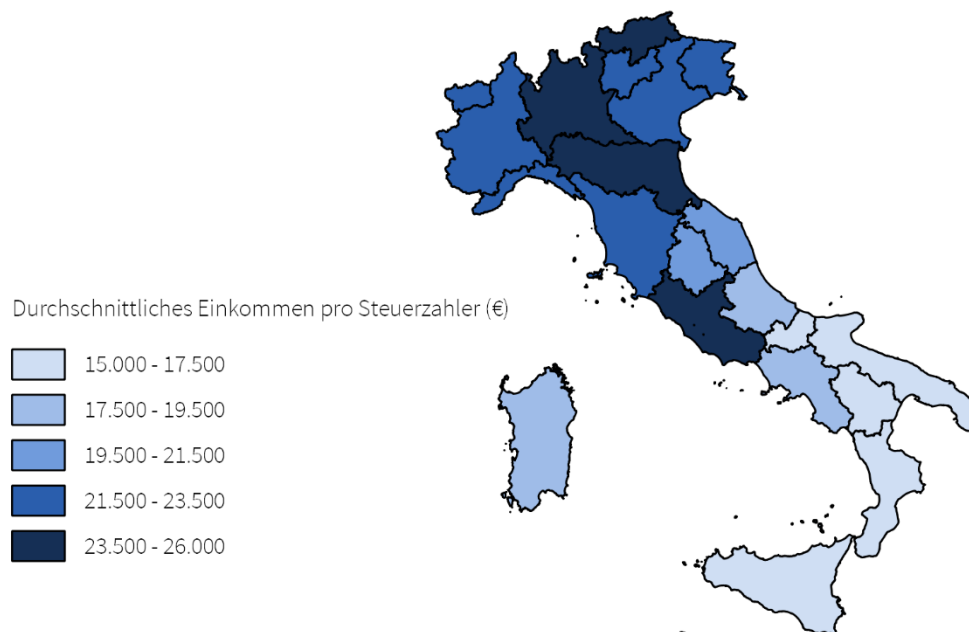 Durchschnittliches Einkommen pro Steuerzahler (€)
15.000 - 17.500
17.500 - 19.500
19.500 - 21.500
21.500 - 23.500
23.500 - 26.000